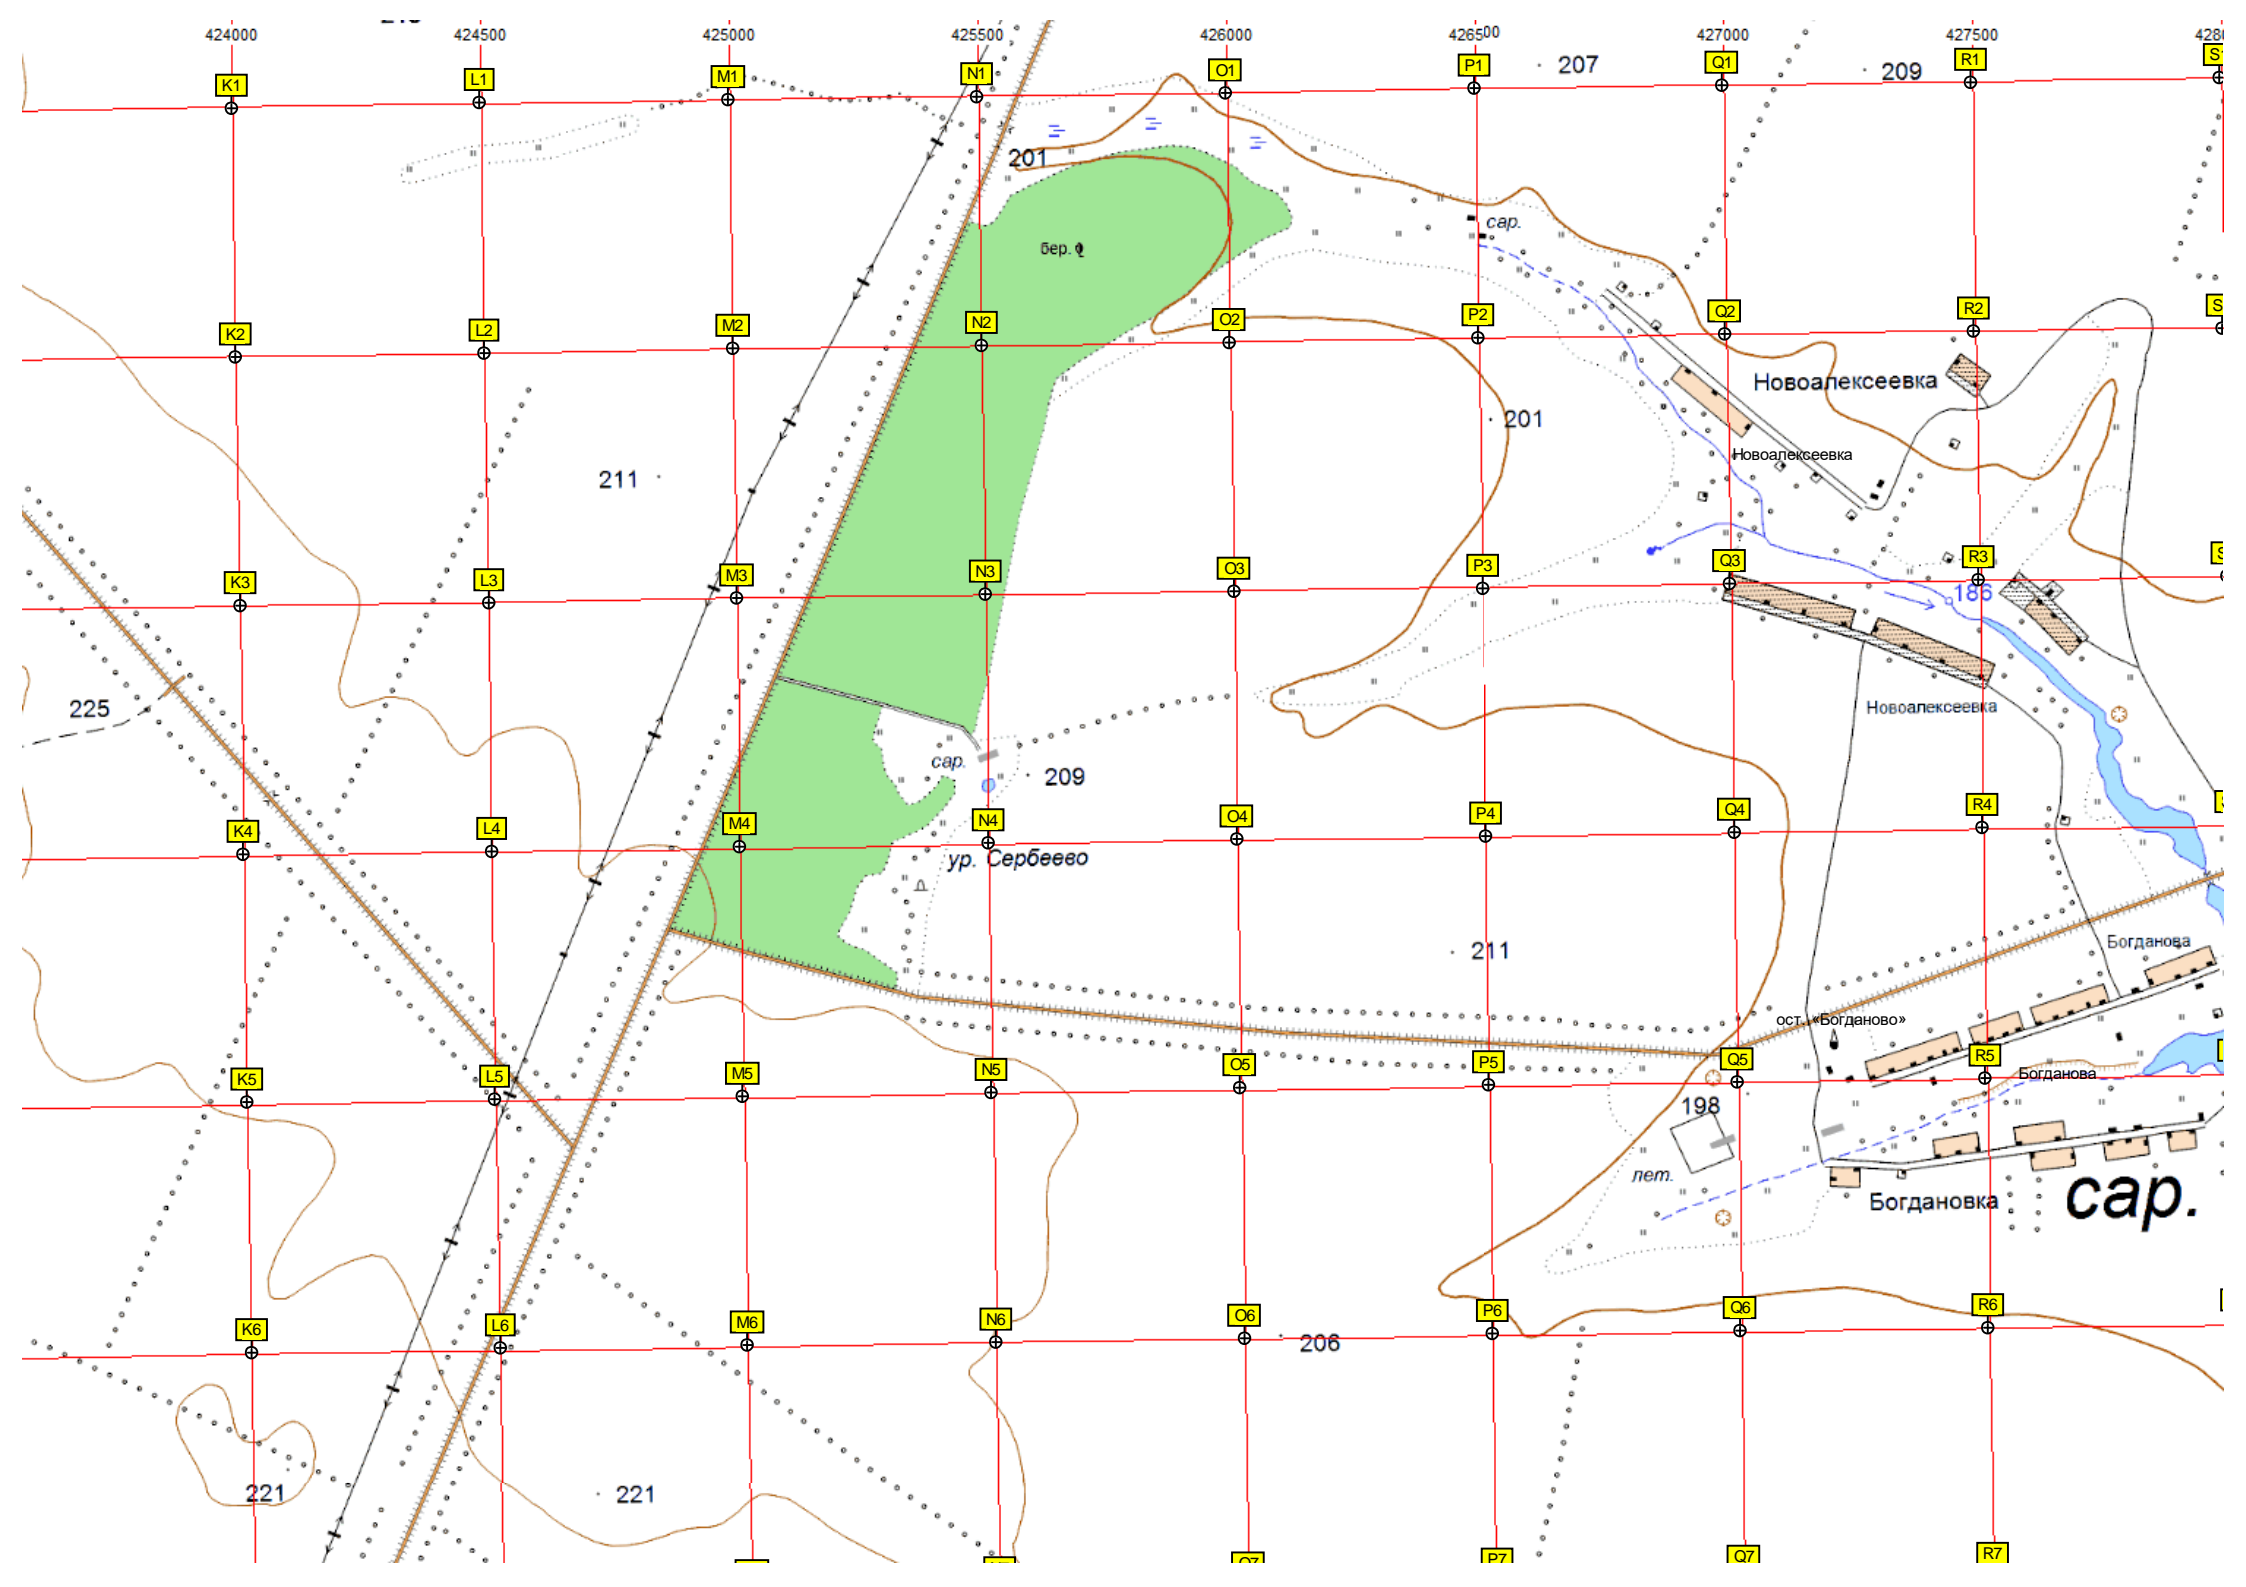 424000 424500 425000 425500 426000 426500 427000 427500
K1 L1 M1 N1 O1 P1 207 Q1 209 R1
201
сар.
бер.
K2 L2 M2 N2 O2 P2 Q2 R2
Новоалексеевка
211
201
Новоалексеевка
K3 L3 M3 N3 O3 P3 Q3 R3
186
225
Новоалексеевка
сар.
209
K4 L4 M4 N4 O4 P4 Q4 R4
ур. Сербеево
211
Богданова
ост. «Богданово»
K5 L5 M5 N5 O5 P5 Q5 R5
Богданова
198
лет.
Богдановка
сар.
K6 L6 M6 N6 O6 P6 Q6 R6
206
221
221
P7 Q7 R7